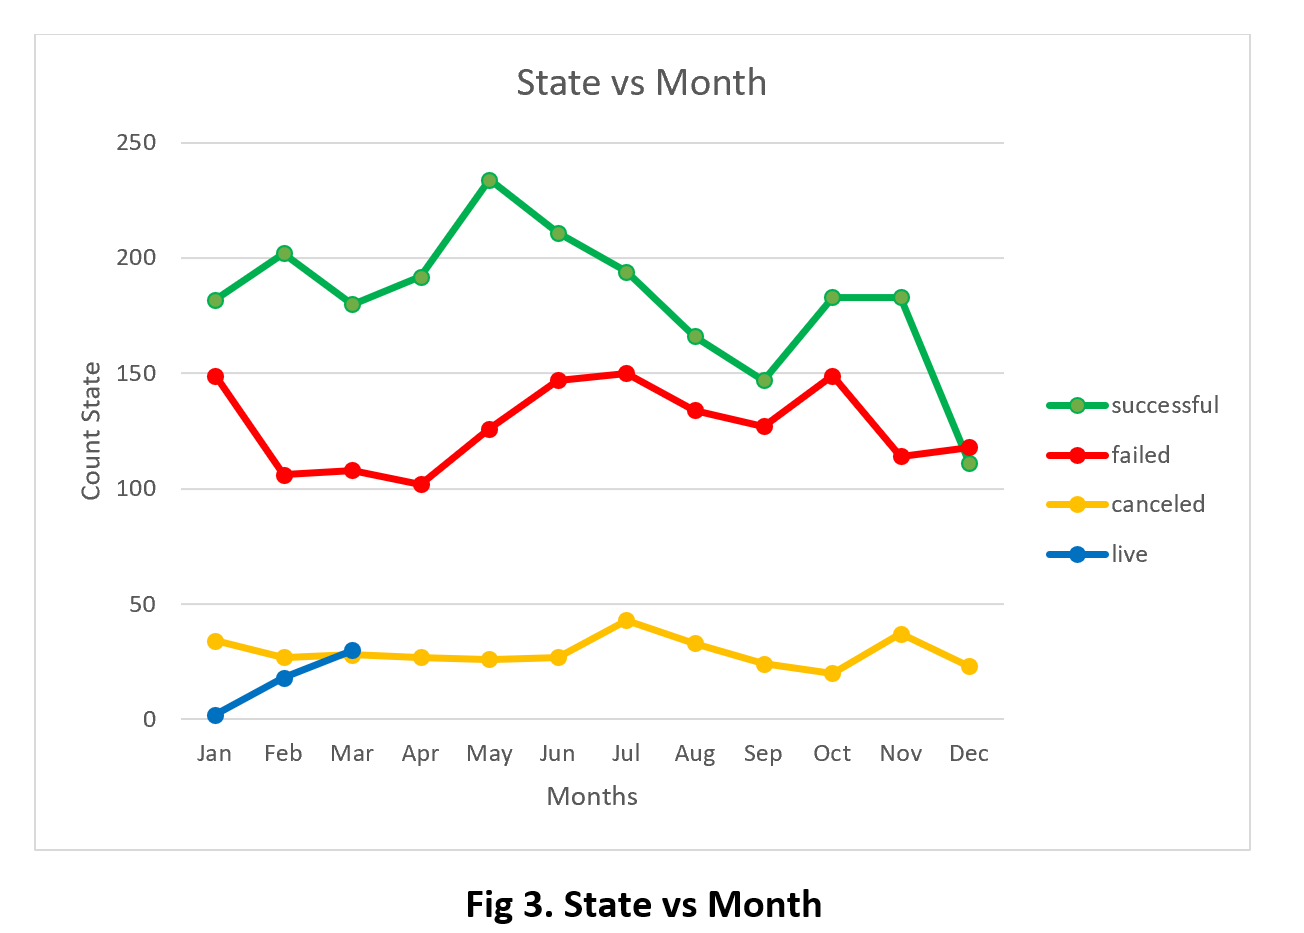 State vs Month
250
200
150
100
50
0
Count State
Jan Feb Mar Apr May Jun Jul Aug Sep Oct Nov Dec
Months
successful
failed
canceled
live
Fig 3. State vs Month